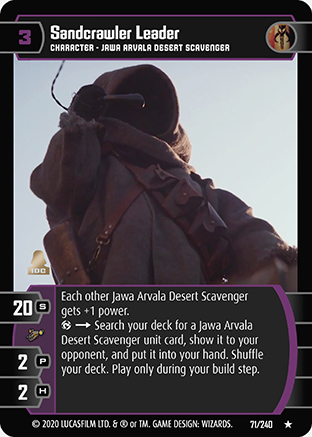 3
Sandcrawler Leader
CHARACTER - JAWA ARVALA DESERT SCAVENGER
IDC
20 S
Each other Jawa Arvala Desert Scavenger
gets +1 power.
→ Search your deck for a Jawa Arvala
Desert Scavenger unit card, show it to your
opponent, and put it into your hand. Shuffle
your deck. Play only during your build step.
2 P
2 H
© 2020 LUCASFILM LTD. & ® or TM. GAME DESIGN: WIZARDS.
71/240 ★